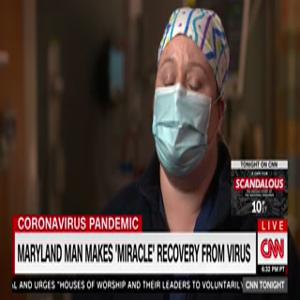 TONIGHT ON CNN
SCANDALOUS
10
CORONAVIRUS PANDEMIC
LIVE
MARYLAND MAN MAKES 'MIRACLE' RECOVERY FROM VIRUS
CNN
6:32 PM PT
AL AND URGES "HOUSES OF WORSHIP AND THEIR LEADERS TO VOLUNTARIL
CNN TONIGHT